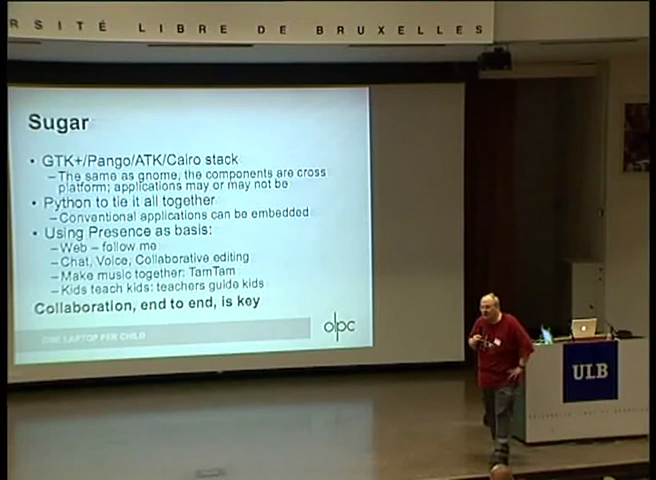 RSITÉ LIBRE DE BRUXELLES
Sugar
• GTK+/Pango/ATK/Cairo stack
–The same as gnome, the components are cross
platform; applications may or may not be
• Python to tie it all together
–Conventional applications can be embedded
• Using Presence as basis:
–Web – follow me
–Chat, Voice, Collaborative editing
–Make music together: TamTam
–Kids teach kids: teachers guide kids
Collaboration, end to end, is key
ONE LAPTOP PER CHILD
olpc
ULB